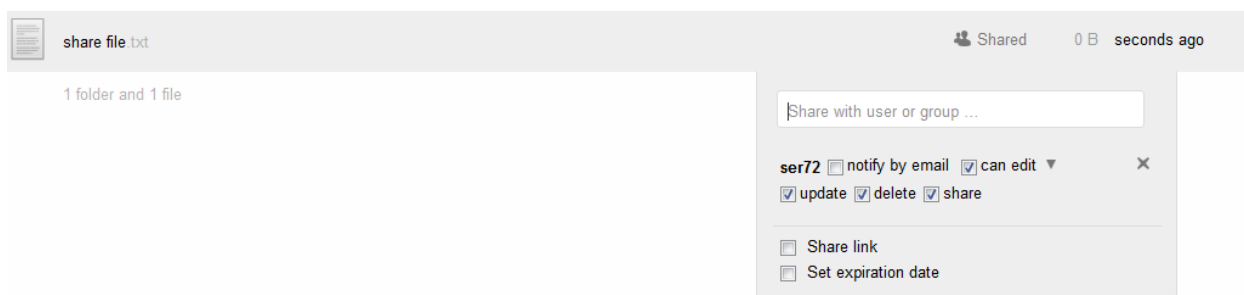 share file.txt Shared 0 B seconds ago
1 folder and 1 file
Share with user or group ...
ser72 notify by email can edit
update delete share
Share link
Set expiration date